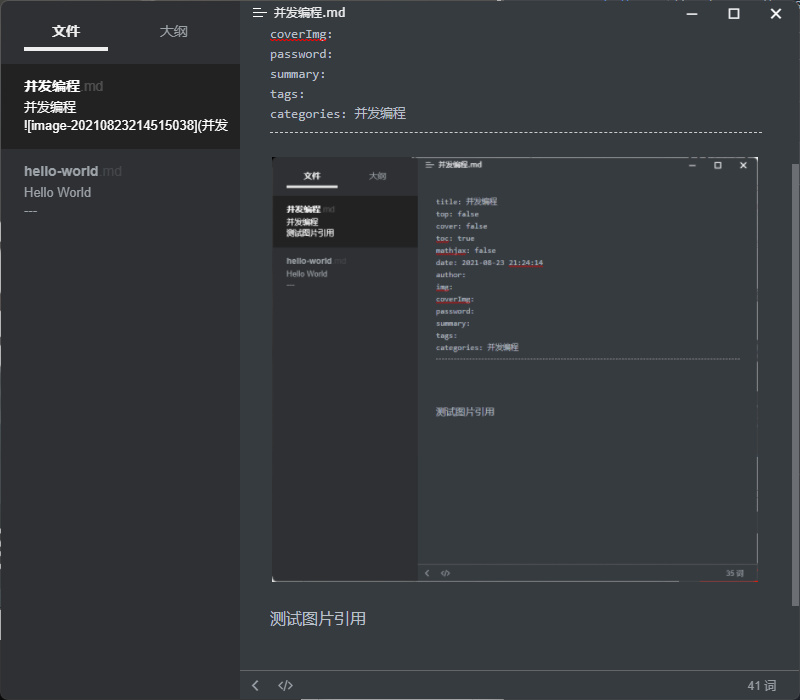 文件
大纲
并发编程.md
并发编程
![image-20210823214515038](并发
hello-world.md
Hello World
---
并发编程.md
coverImg:
password:
summary:
tags:
categories: 并发编程
文件
大纲
并发编程.md
并发编程
测试图片引用
hello-world.md
Hello World
---
并发编程.md
title: 并发编程
top: false
cover: false
toc: true
mathjax: false
date: 2021-08-23 21:24:14
author:
img:
coverImg:
password:
summary:
tags:
categories: 并发编程
测试图片引用
</>
35 词
测试图片引用
</>
41 词